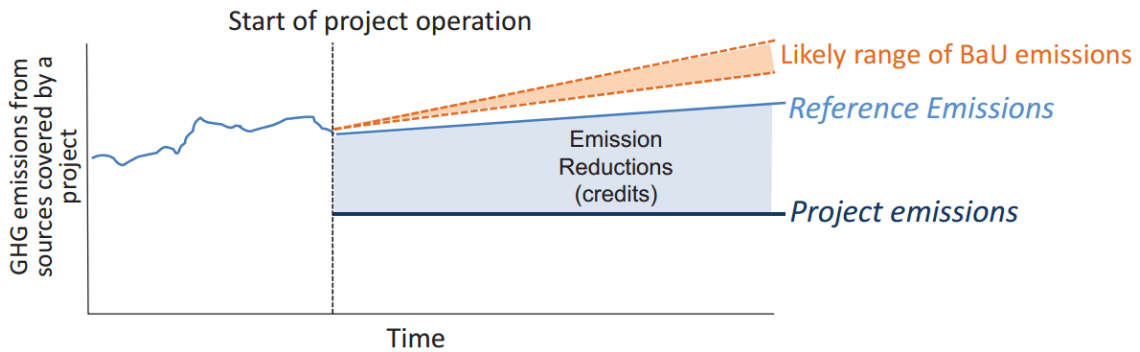 Start of project operation
GHG emissions from
sources covered by a
project
Likely range of BaU emissions
Reference Emissions
Emission
Reductions
(credits)
Project emissions
Time